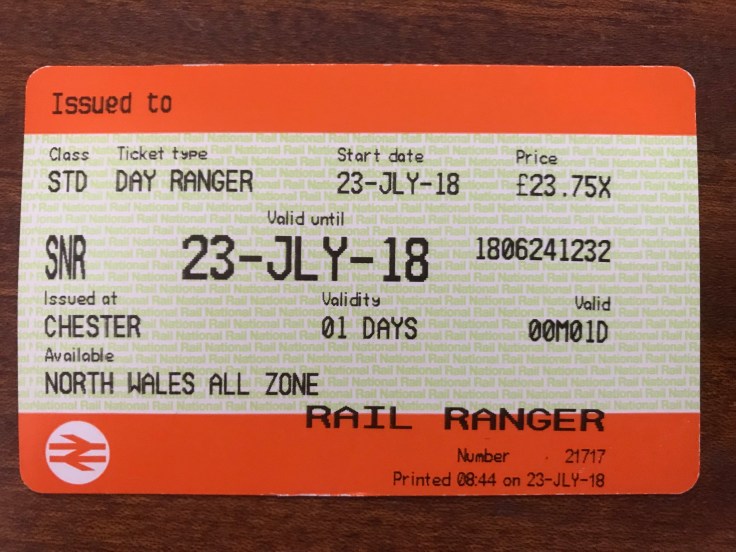 Issued to
Class Ticket type Start date Price
STD DAY RANGER 23-JLY-18 £23.75X
Valid until
SNR 23-JLY-18 1806241232
Issued at Validity Valid
CHESTER 01 DAYS 00M01D
Available
NORTH WALES ALL ZONE
RAIL RANGER
Number 21717
Printed 08:44 on 23-JLY-18